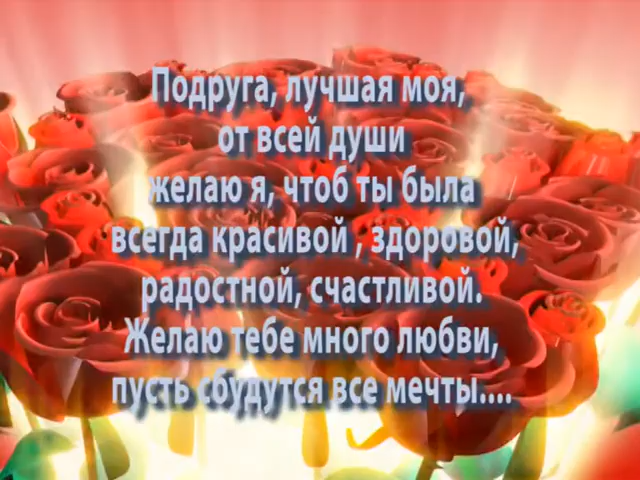 Подруга, лучшая моя,
от всей души
желаю я, чтоб ты была
всегда красивой , здоровой,
радостной, счастливой.
Желаю тебе много любви,
пусть сбудутся все мечты....